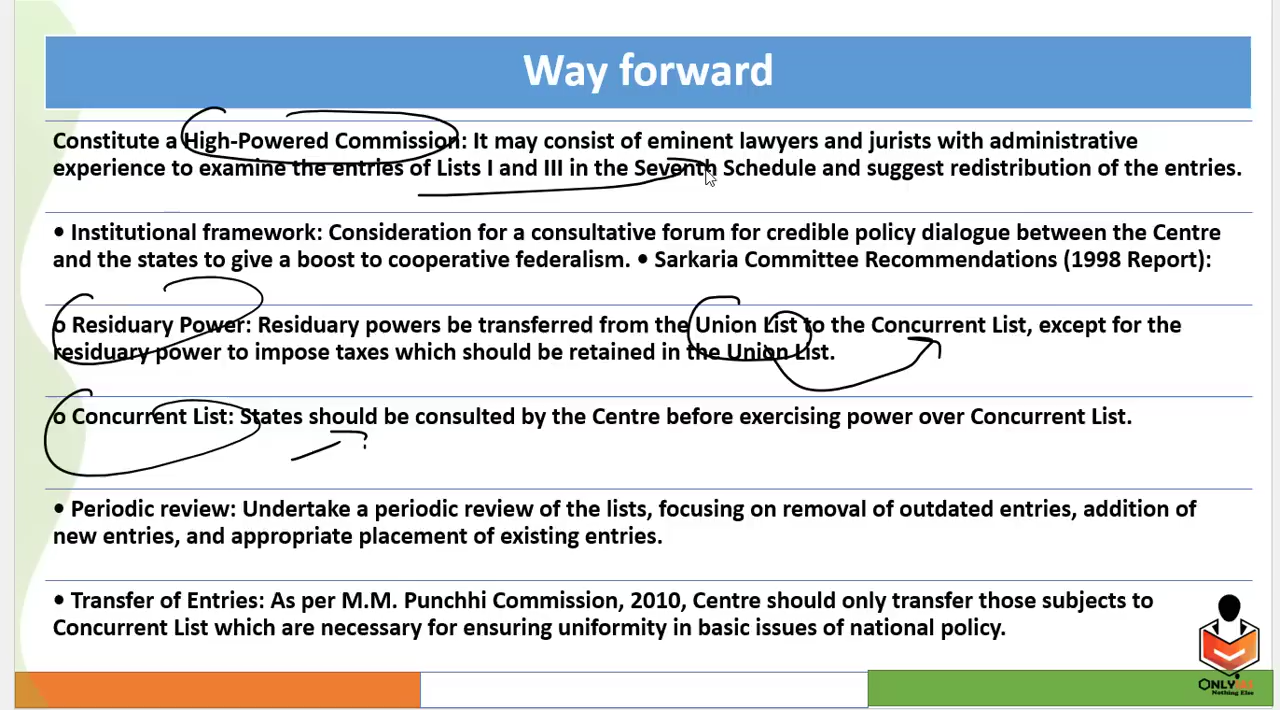 Way forward
Constitute a High-Powered Commission: It may consist of eminent lawyers and jurists with administrative
experience to examine the entries of Lists I and III in the Seventh Schedule and suggest redistribution of the entries.
• Institutional framework: Consideration for a consultative forum for credible policy dialogue between the Centre
and the states to give a boost to cooperative federalism. • Sarkaria Committee Recommendations (1998 Report):
o Residuary Power: Residuary powers be transferred from the Union List to the Concurrent List, except for the
residuary power to impose taxes which should be retained in the Union List.
o Concurrent List: States should be consulted by the Centre before exercising power over Concurrent List.
• Periodic review: Undertake a periodic review of the lists, focusing on removal of outdated entries, addition of
new entries, and appropriate placement of existing entries.
• Transfer of Entries: As per M.M. Punchhi Commission, 2010, Centre should only transfer those subjects to
Concurrent List which are necessary for ensuring uniformity in basic issues of national policy.
Nothing Else